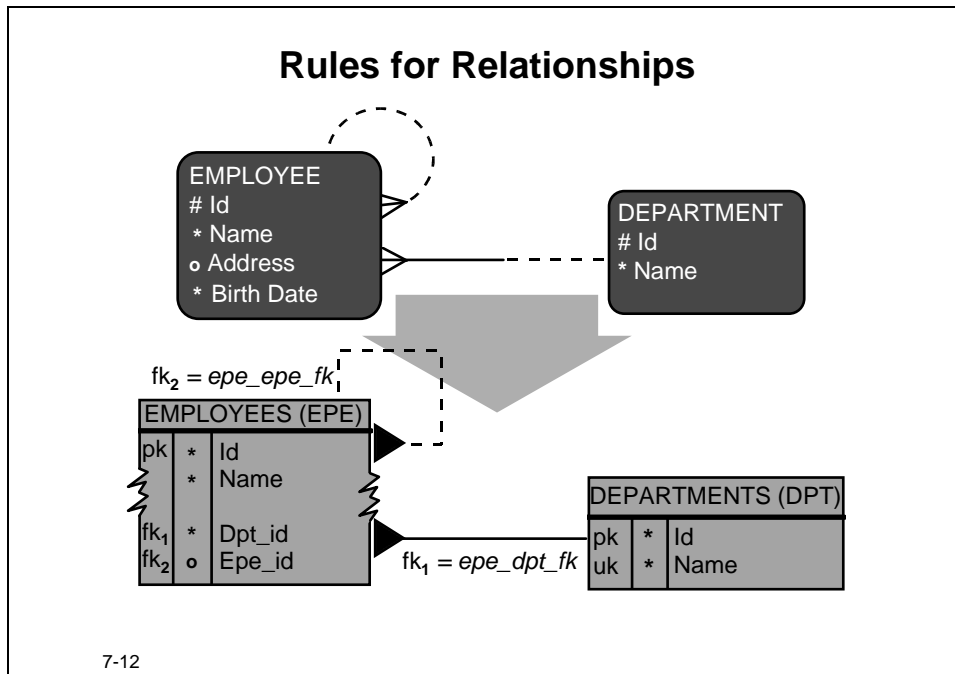 Rules for Relationships
EMPLOYEE
# Id
* Name
o Address
* Birth Date
DEPARTMENT
# Id
* Name
fk2 = epe_epe_fk
EMPLOYEES (EPE)
pk * Id
* Name
fk1 * Dpt_id
fk2 o Epe_id
fk1 = epe_dpt_fk
DEPARTMENTS (DPT)
pk * Id
uk * Name
7-12